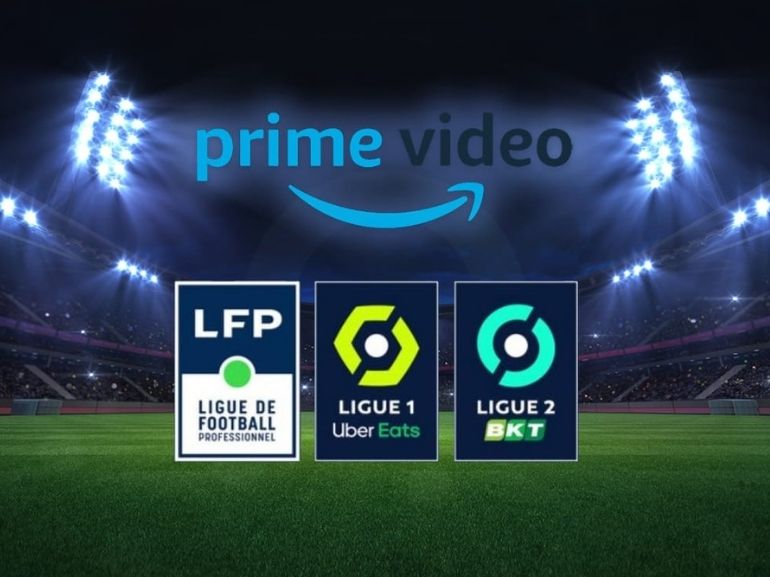 prime video
LFP
LIGUE DE
FOOTBALL
PROFESSIONNEL
LIGUE 1
Uber Eats
LIGUE 2
BKT